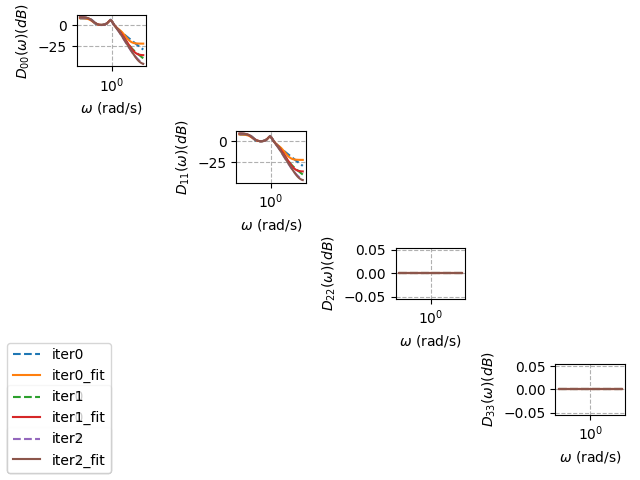 D₀₀(ω)(dB)
0
−25
10⁰
ω (rad/s)
D₁₁(ω)(dB)
0
−25
10⁰
ω (rad/s)
D₂₂(ω)(dB)
0.05
0.00
−0.05
10⁰
ω (rad/s)
D₃₃(ω)(dB)
0.05
0.00
−0.05
10⁰
ω (rad/s)
iter0
iter0_fit
iter1
iter1_fit
iter2
iter2_fit